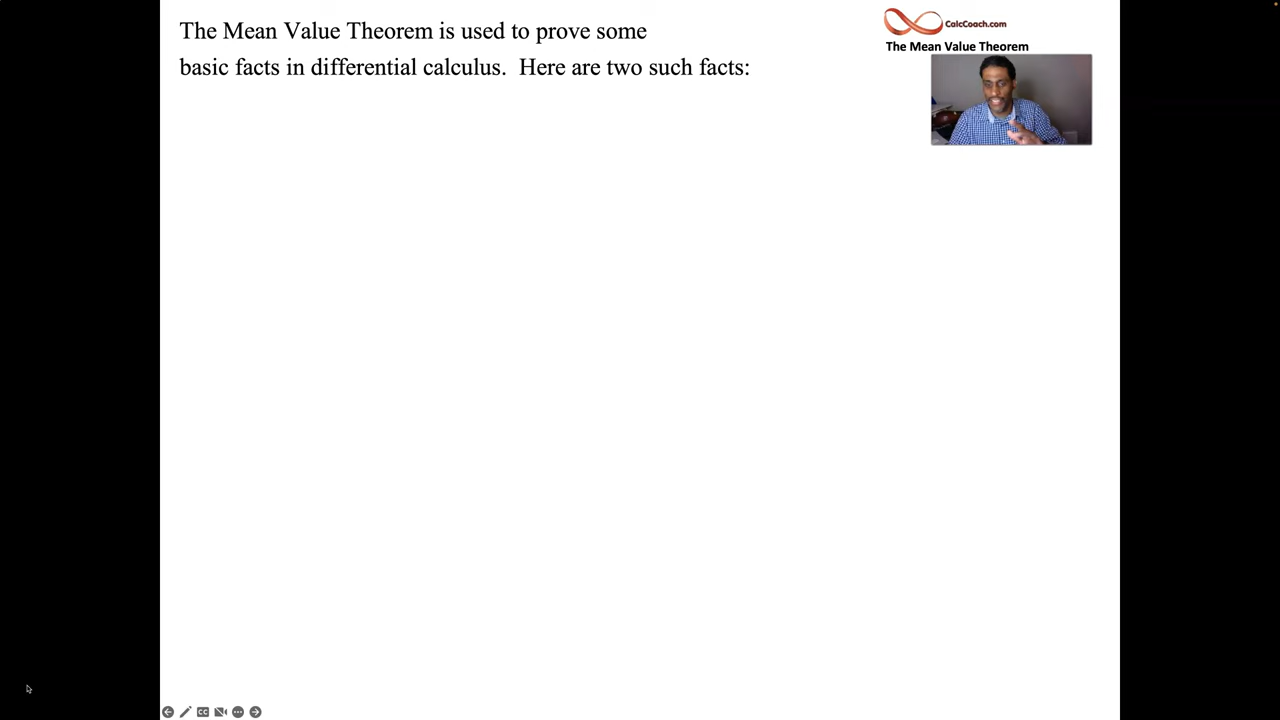 The Mean Value Theorem is used to prove some
basic facts in differential calculus.  Here are two such facts:
CalcCoach.com
The Mean Value Theorem
CC